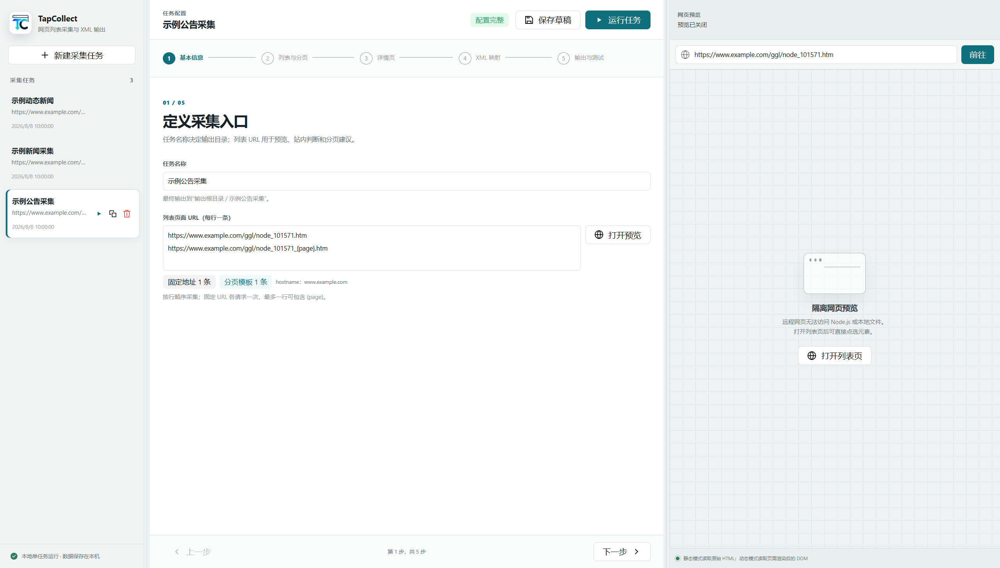 TapCollect
网页列表采集与 XML 输出
新建采集任务
采集任务 3
示例动态新闻
https://www.example.com/...
2026/8/8 10:00:00
示例新闻采集
https://www.example.com/...
2026/8/8 10:00:00
示例公告采集
https://www.example.com/...
2026/8/8 10:00:00
本地单任务运行 · 数据保存在本机
任务配置
示例公告采集
配置完整
保存草稿
运行任务
1 基本信息
2 列表与分页
3 详情页
4 XML 映射
5 输出与测试
01 / 05
定义采集入口
任务名称决定输出目录；列表 URL 用于预览、站内判断和分页建议。
任务名称
示例公告采集
最终输出到“输出根目录 / 示例公告采集”。
列表页面 URL（每行一条）
https://www.example.com/ggl/node_101571.htm
https://www.example.com/ggl/node_101571_{page}.htm
打开预览
固定地址 1 条
分页模板 1 条
hostname：www.example.com
按行顺序采集；固定 URL 各请求一次，最多一行可包含 {page}。
上一步
第 1 步，共 5 步
下一步
网页预览
预览已关闭
https://www.example.com/ggl/node_101571.htm
前往
隔离网页预览
远程网页无法访问 Node.js 或本地文件。
打开列表页后可直接点选元素。
打开列表页
静态模式读取原始 HTML；动态模式读取页面渲染后的 DOM